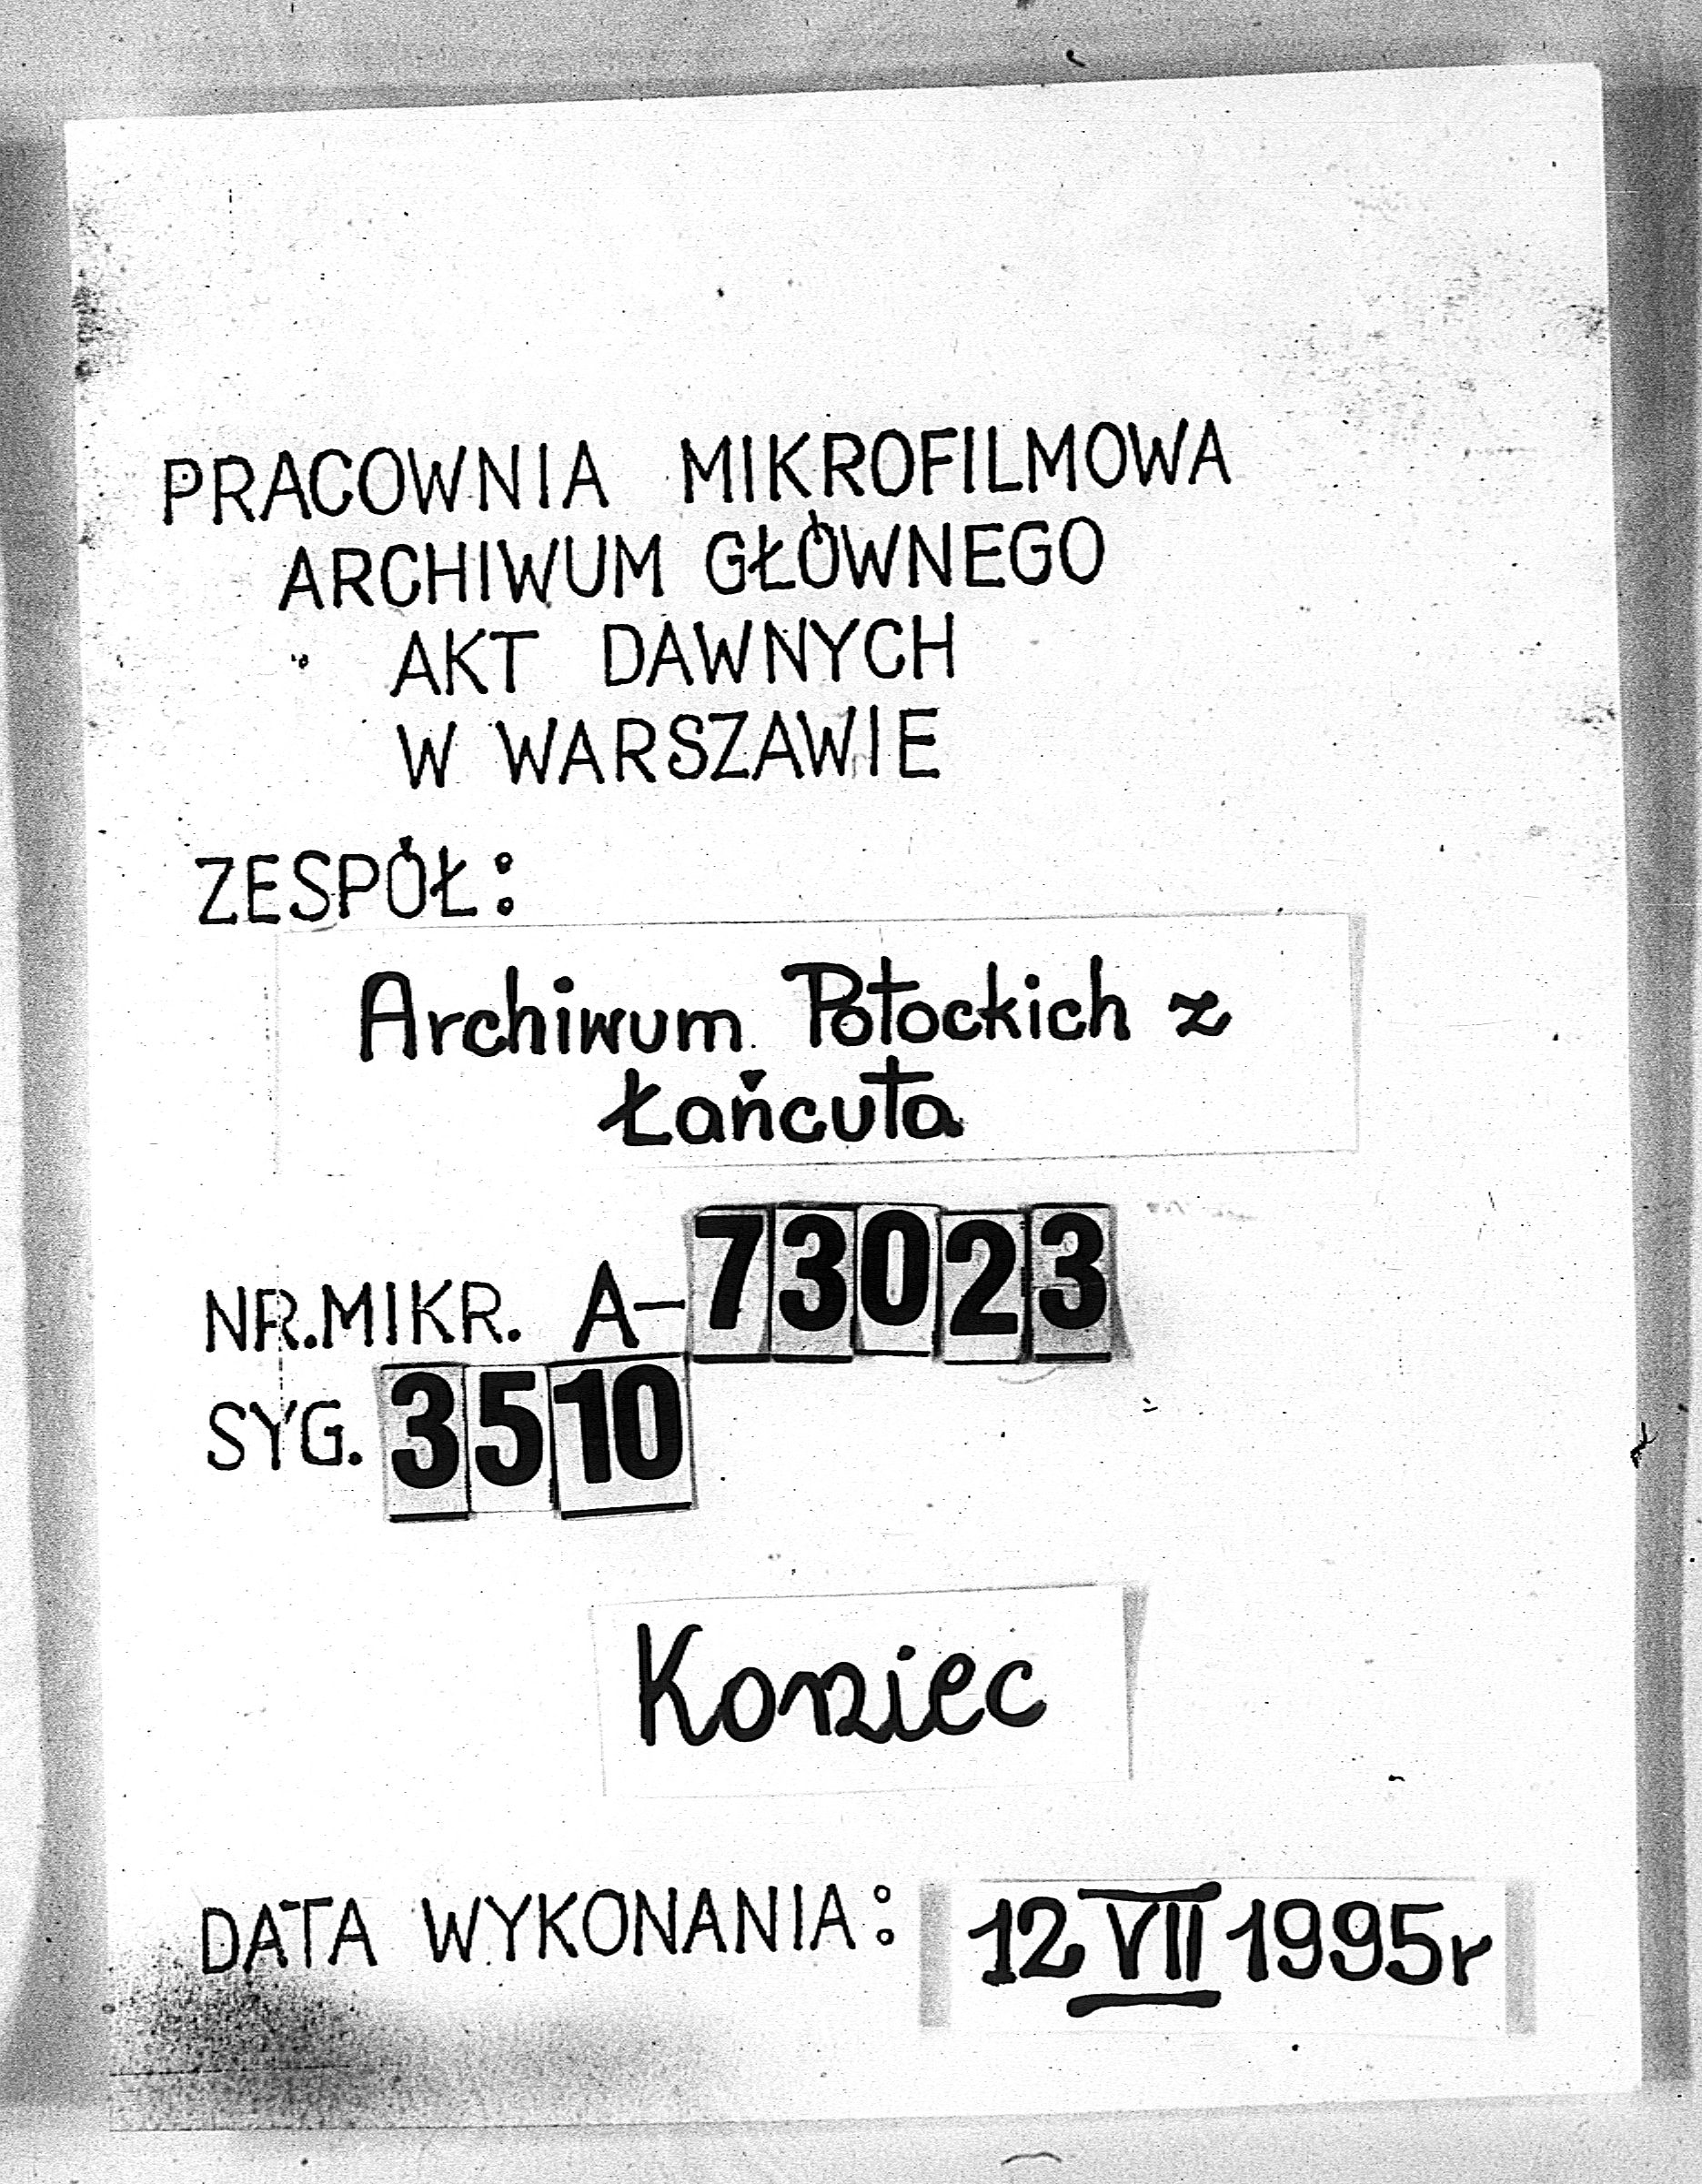 PRACOWNIA MIKROFILMOWA
ARCHIWUM GŁÓWNEGO
AKT DAWNYCH
W WARSZAWIE
ZESPÓŁ:
Archiwum Potockich z
Łańcuta
NR.MIKR. A-73023
SYG. 3510
Koniec
DATA WYKONANIA: 12 VII 1995r